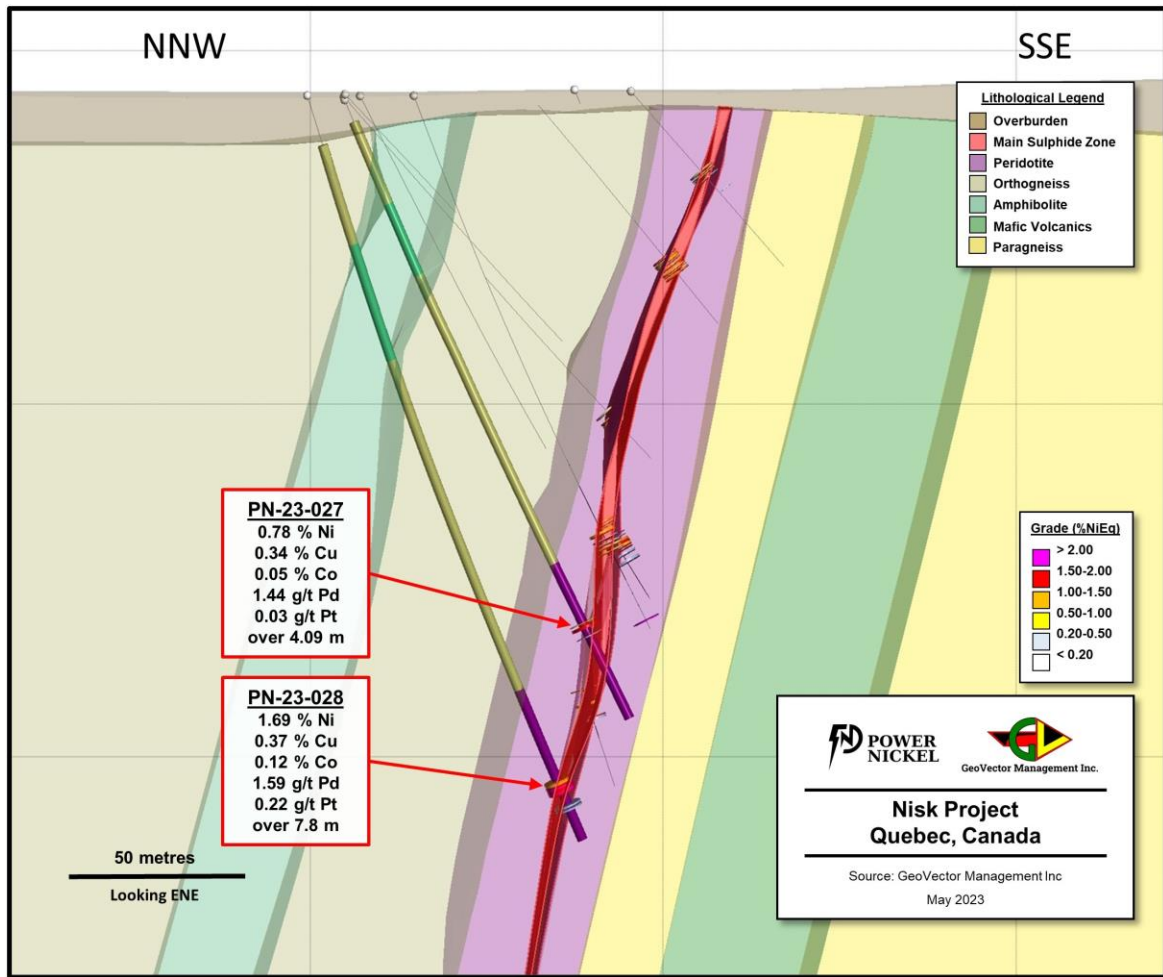 NNW
SSE
Lithological Legend
Overburden
Main Sulphide Zone
Peridotite
Orthogneiss
Amphibolite
Mafic Volcanics
Paragneiss
PN-23-027
0.78 % Ni
0.34 % Cu
0.05 % Co
1.44 g/t Pd
0.03 g/t Pt
over 4.09 m
PN-23-028
1.69 % Ni
0.37 % Cu
0.12 % Co
1.59 g/t Pd
0.22 g/t Pt
over 7.8 m
Grade (%NiEq)
> 2.00
1.50-2.00
1.00-1.50
0.50-1.00
0.20-0.50
< 0.20
50 metres
Looking ENE
POWER
NICKEL
GeoVector Management Inc.
Nisk Project
Quebec, Canada
Source: GeoVector Management Inc
May 2023